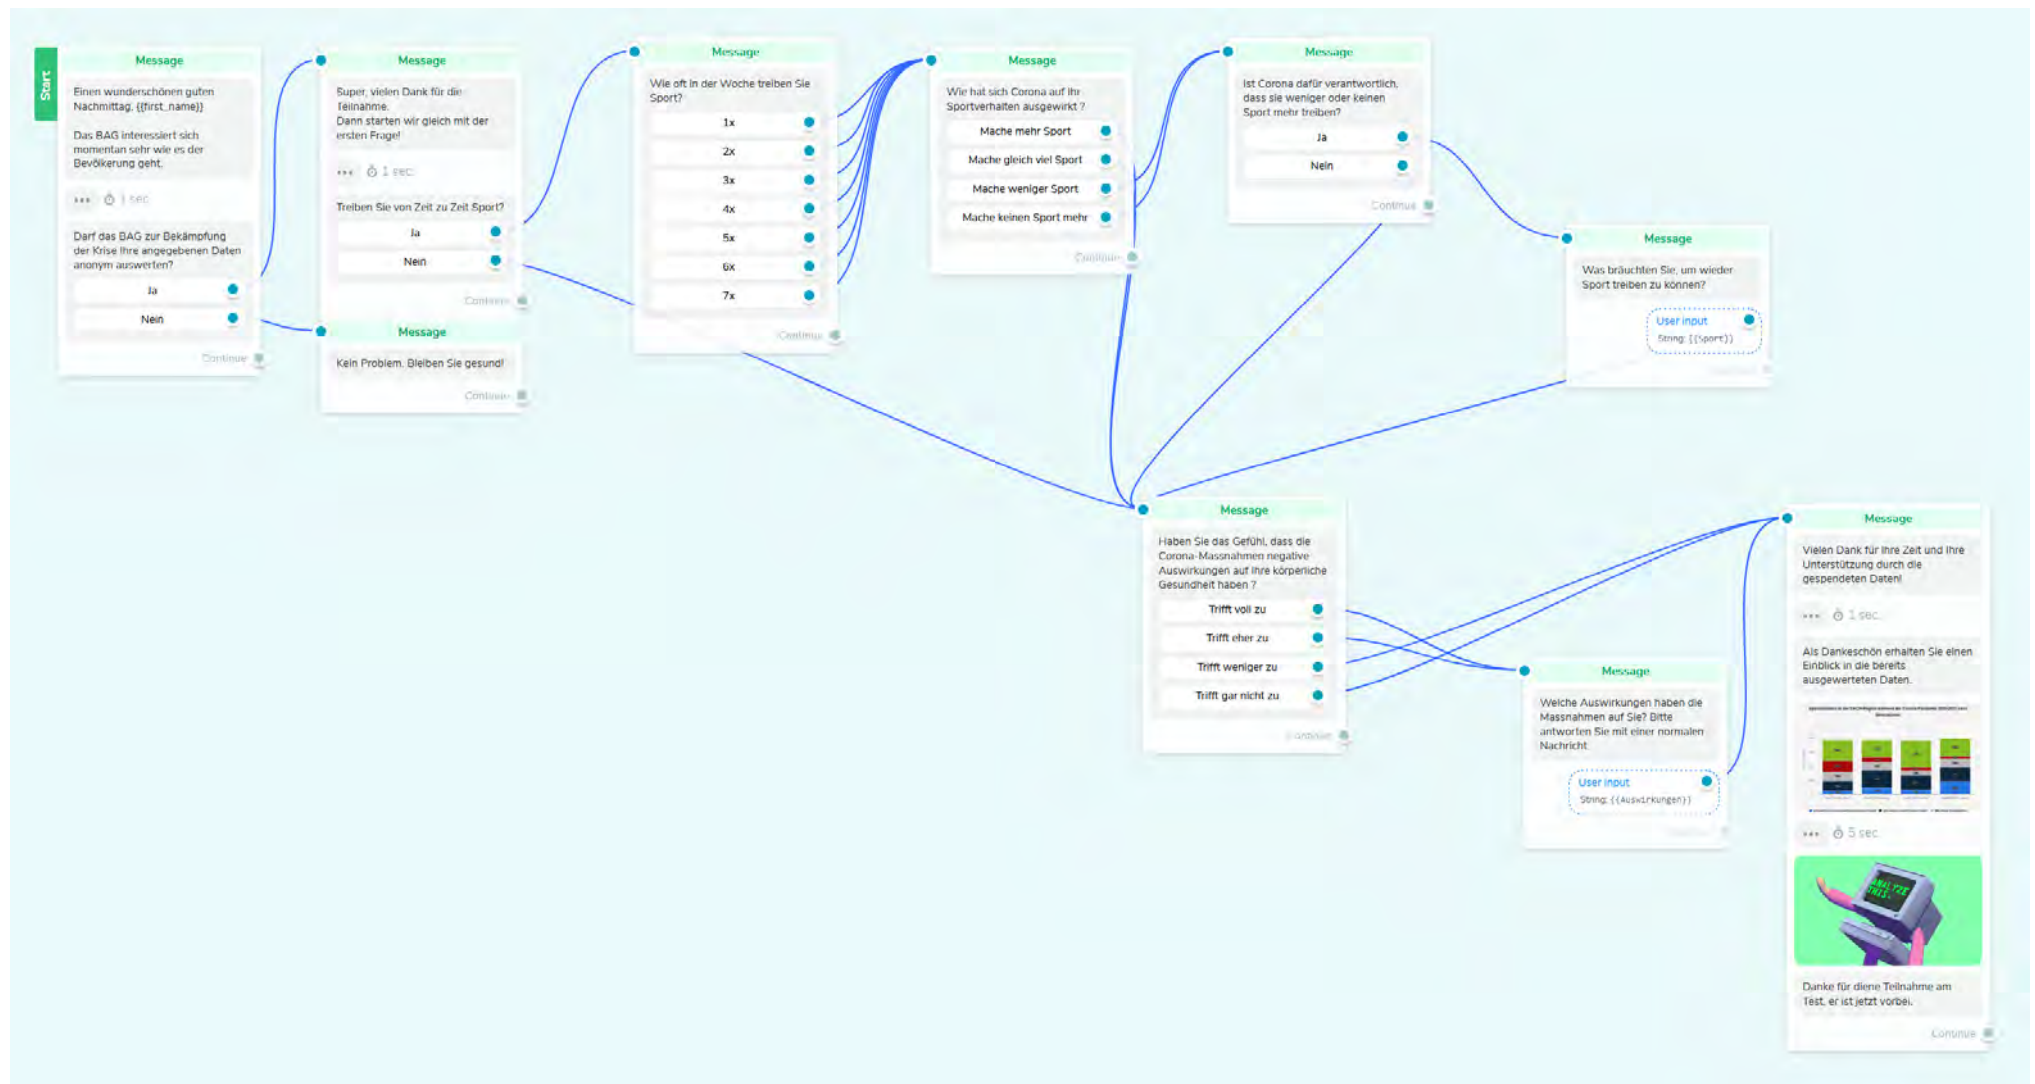 Start
Message
Einen wunderschönen guten
Nachmittag, {{first_name}}
Das BAG interessiert sich
momentan sehr wie es der
Bevölkerung geht.
1 sec.
Darf das BAG zur Bekämpfung
der Krise Ihre angegebenen Daten
anonym auswerten?
Ja
Nein
Continue
Message
Super, vielen Dank für die
Teilnahme.
Dann starten wir gleich mit der
ersten Frage!
1 sec.
Treiben Sie von Zeit zu Zeit Sport?
Ja
Nein
Continue
Message
Kein Problem. Bleiben Sie gesund!
Continue
Message
Wie oft in der Woche treiben Sie
Sport?
1x
2x
3x
4x
5x
6x
7x
Continue
Message
Wie hat sich Corona auf Ihr
Sportverhalten ausgewirkt ?
Mache mehr Sport
Mache gleich viel Sport
Mache weniger Sport
Mache keinen Sport mehr
Continue
Message
Ist Corona dafür verantwortlich,
dass sie weniger oder keinen
Sport mehr treiben?
Ja
Nein
Continue
Message
Was bräuchten Sie, um wieder
Sport treiben zu können?
User input
String: {{Sport}}
Message
Haben Sie das Gefühl, dass die
Corona-Massnahmen negative
Auswirkungen auf Ihre körperliche
Gesundheit haben ?
Trifft voll zu
Trifft eher zu
Trifft weniger zu
Trifft gar nicht zu
Continue
Message
Welche Auswirkungen haben die
Massnahmen auf Sie? Bitte
antworten Sie mit einer normalen
Nachricht
User input
String: {{Auswirkungen}}
Message
Vielen Dank für Ihre Zeit und Ihre
Unterstützung durch die
gespendeten Daten!
1 sec.
Als Dankeschön erhalten Sie einen
Einblick in die bereits
ausgewerteten Daten.
5 sec.
ANALYZE
THIS.
Danke für diene Teilnahme am
Test, er ist jetzt vorbei.
Continue